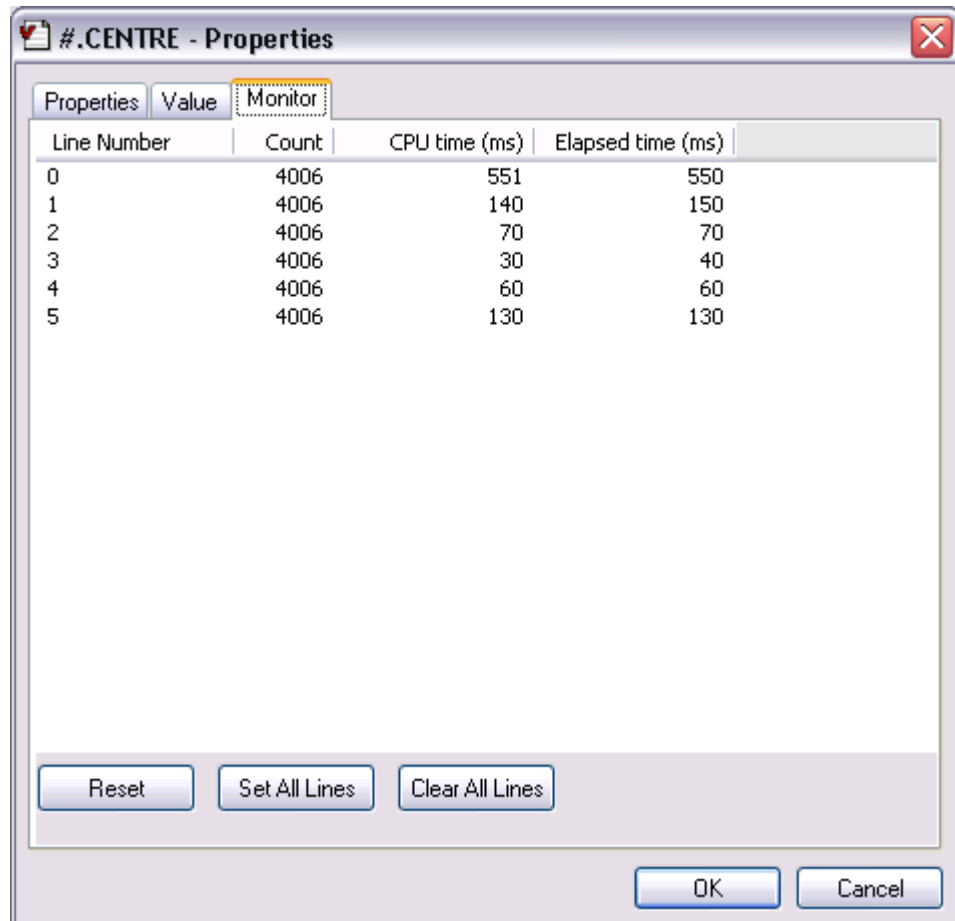 #.CENTRE - Properties
Properties Value Monitor
Line Number Count CPU time (ms) Elapsed time (ms)
0 4006 551 550
1 4006 140 150
2 4006 70 70
3 4006 30 40
4 4006 60 60
5 4006 130 130
Reset Set All Lines Clear All Lines
OK Cancel